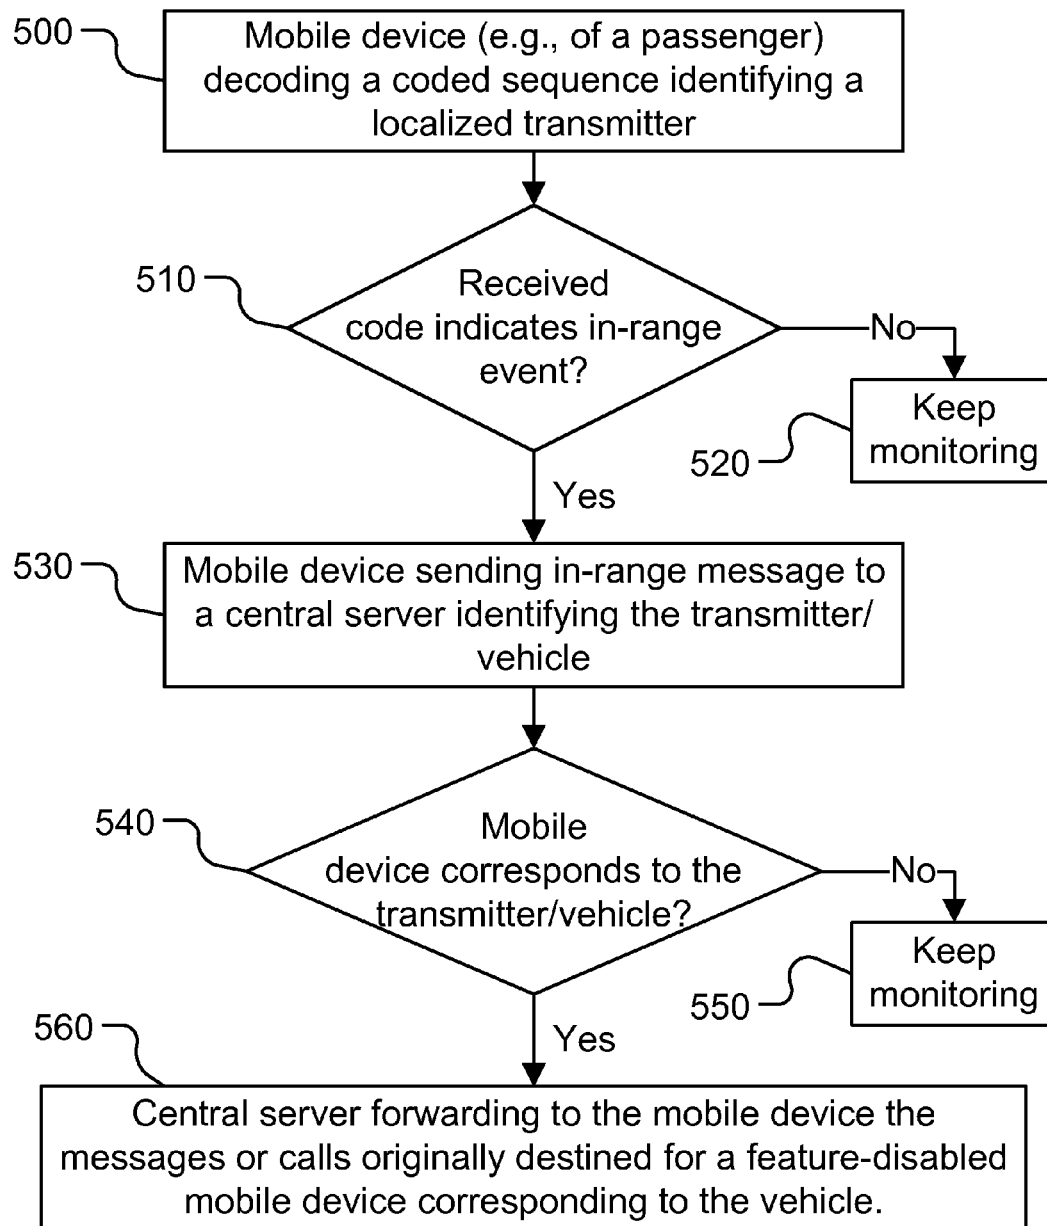 500
Mobile device (e.g., of a passenger)
decoding a coded sequence identifying a
localized transmitter
510
Received
code indicates in-range
event?
No
Keep
monitoring
520
Yes
530
Mobile device sending in-range message to
a central server identifying the transmitter/
vehicle
540
Mobile
device corresponds to the
transmitter/vehicle?
No
Keep
monitoring
550
Yes
560
Central server forwarding to the mobile device the
messages or calls originally destined for a feature-disabled
mobile device corresponding to the vehicle.